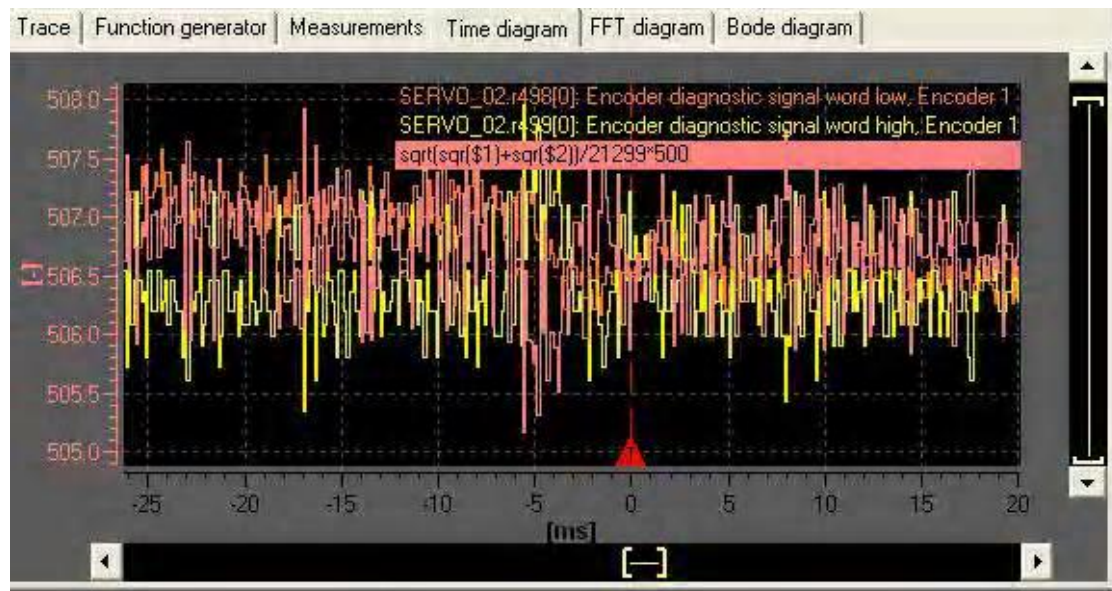 Trace Function generator Measurements Time diagram FFT diagram Bode diagram
SERVO_02.r498[0]: Encoder diagnostic signal word low, Encoder 1
SERVO_02.r499[0]: Encoder diagnostic signal word high, Encoder 1
sqrt(sqr($1)+sqr($2))/21299*500
508.0
507.5
507.0
[-]
506.5
506.0
505.5
505.0
T
-25 -20 -15 -10 -5 0 5 10 15 20
[ms]